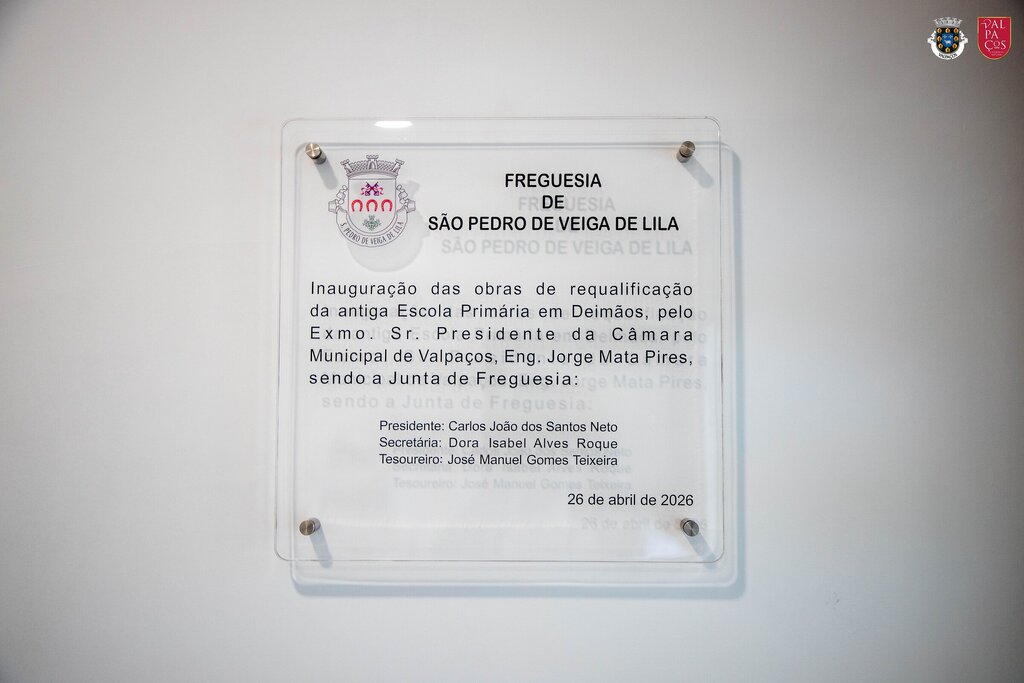 VALPAÇOS
VAL
PA
ÇOS
FREGUESIA
DE
SÃO PEDRO DE VEIGA DE LILA
S. PEDRO DE VEIGA DE LILA
Inauguração das obras de requalificação
da antiga Escola Primária em Deimãos, pelo
Exmo. Sr. Presidente da Câmara
Municipal de Valpaços, Eng. Jorge Mata Pires,
sendo a Junta de Freguesia:
Presidente: Carlos João dos Santos Neto
Secretária: Dora Isabel Alves Roque
Tesoureiro: José Manuel Gomes Teixeira
26 de abril de 2026